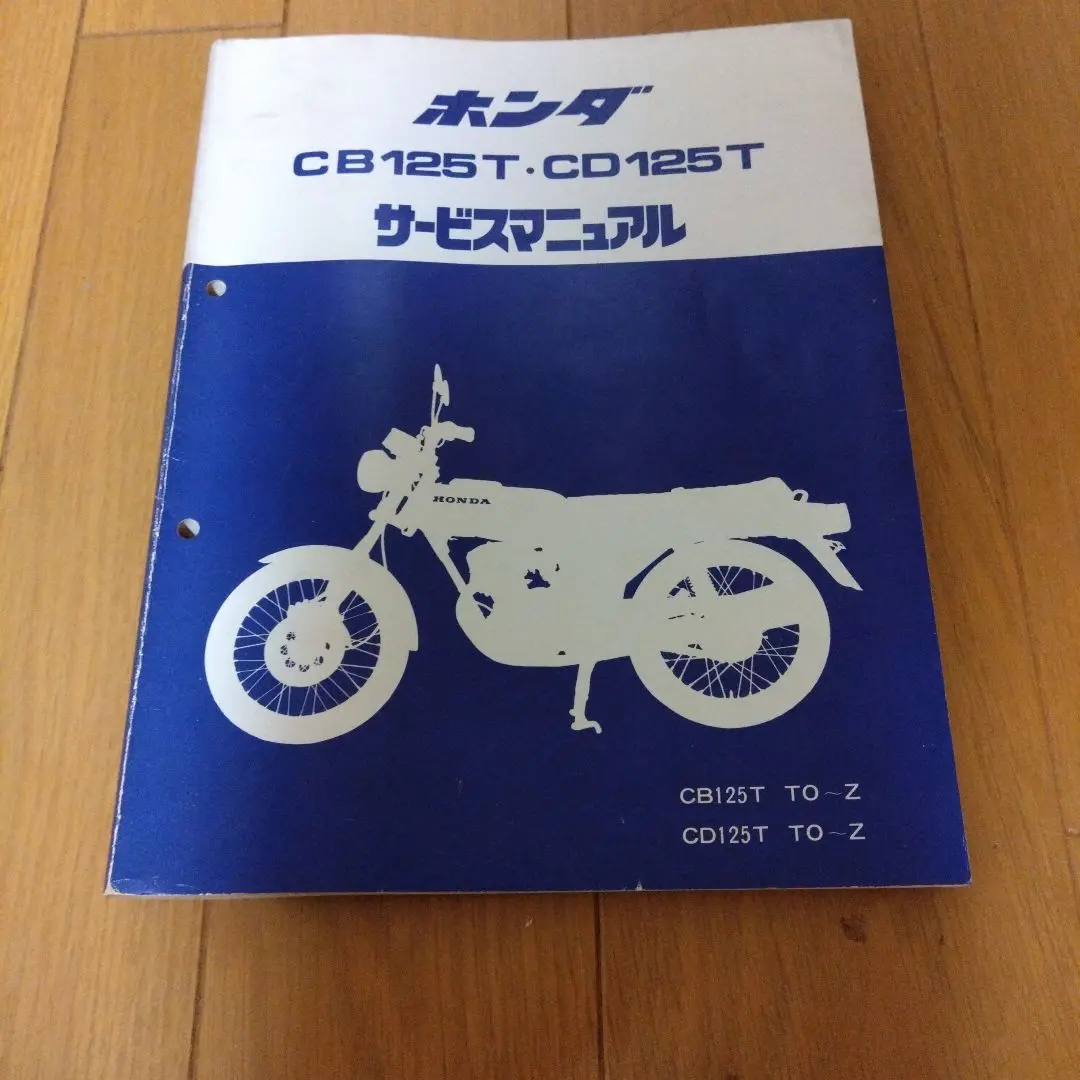 ホンダ
CB125T・CD125T
サービスマニュアル
HONDA
CB125T TO～Z
CD125T TO～Z